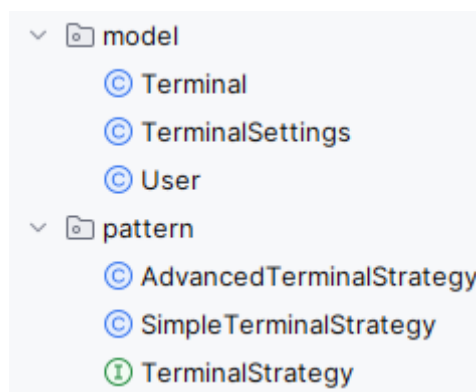 model
C Terminal
C TerminalSettings
C User
pattern
C AdvancedTerminalStrategy
C SimpleTerminalStrategy
I TerminalStrategy